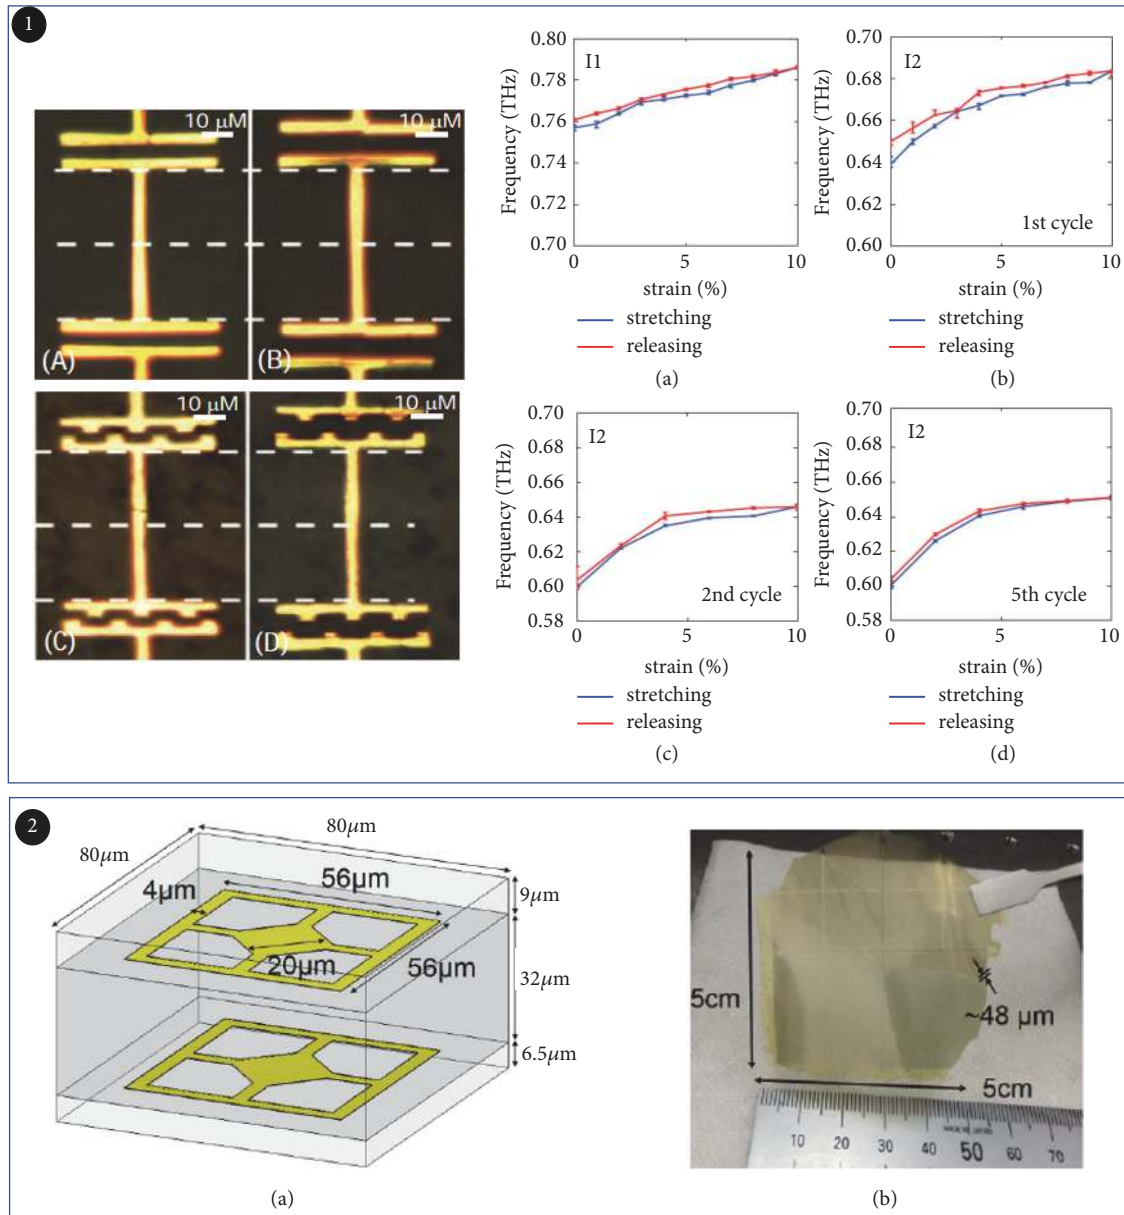 1
10 μM
10 μM
(A)
(B)
10 μM
10 μM
(C)
(D)
I1
Frequency (THz)
0.80
0.78
0.76
0.74
0.72
0.70
0
5
10
strain (%)
stretching
releasing
(a)
I2
Frequency (THz)
0.70
0.68
0.66
0.64
0.62
0.60
1st cycle
0
5
10
strain (%)
stretching
releasing
(b)
I2
Frequency (THz)
0.70
0.66
0.64
0.62
0.60
0.58
2nd cycle
0
5
10
strain (%)
stretching
releasing
(c)
I2
Frequency (THz)
0.70
0.66
0.64
0.62
0.60
0.58
5th cycle
0
5
10
strain (%)
stretching
releasing
(d)
2
80μm
80μm
56μm
4μm
9μm
20μm
56μm
32μm
6.5μm
(a)
5cm
~48 μm
5cm
MADE IN JAPAN
10 20 30 40 50 60 70
(b)